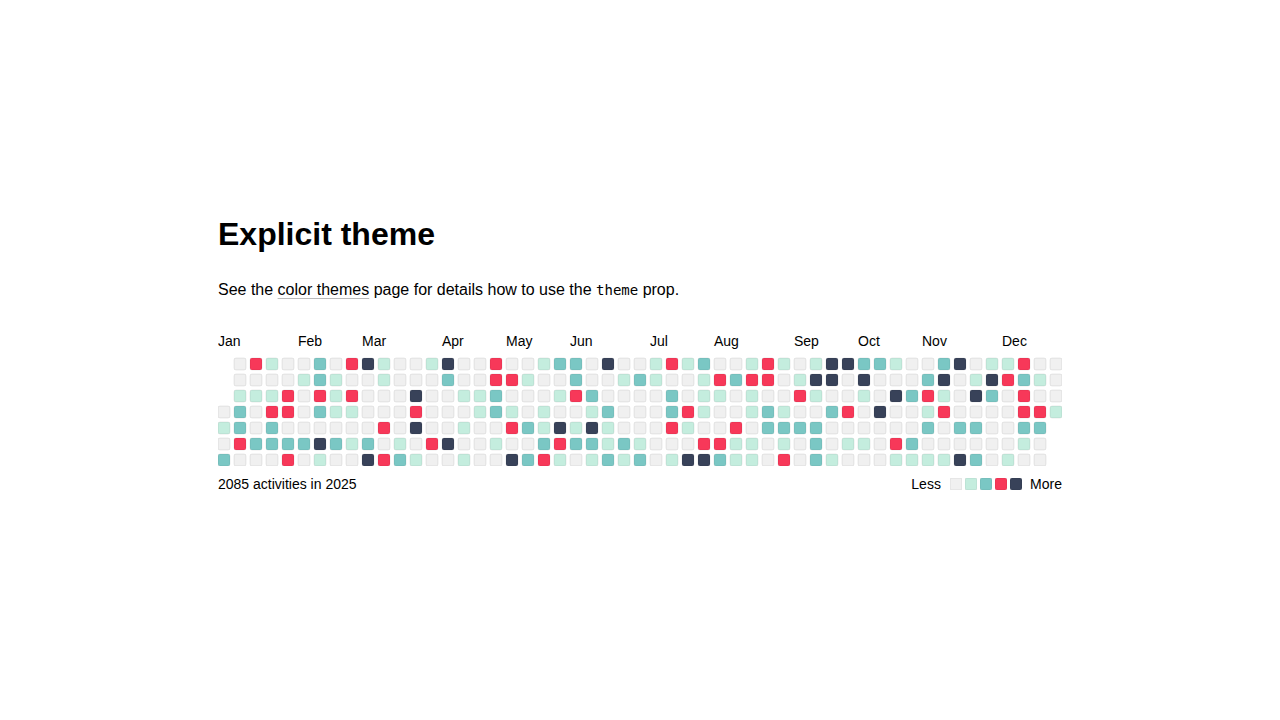 Explicit theme
See the color themes page for details how to use the theme prop.
Jan Feb Mar Apr May Jun Jul Aug Sep Oct Nov Dec
2085 activities in 2025 Less More